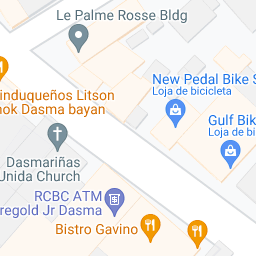 Le Palme Rosse Bldg
induqueños Litson
ok Dasma bayan
New Pedal Bike S
Loja de bicicleta
Gulf Bik
Loja de bi
Dasmariñas
Unida Church
RCBC ATM
regold Jr Dasma
Bistro Gavino